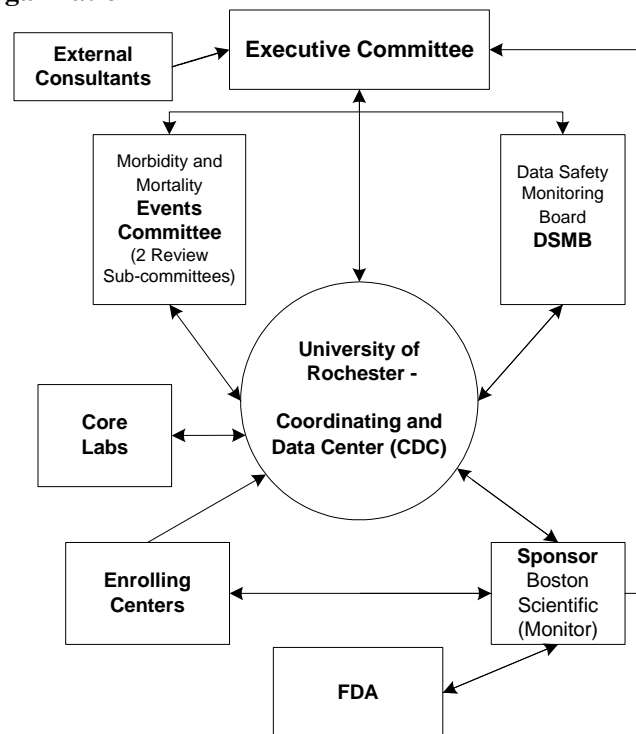 External
Consultants
Executive Committee
Morbidity and
Mortality
Events
Committee
(2 Review
Sub-committees)
Data Safety
Monitoring
Board
DSMB
University of
Rochester -
Coordinating and
Data Center (CDC)
Core
Labs
Enrolling
Centers
Sponsor
Boston
Scientific
(Monitor)
FDA